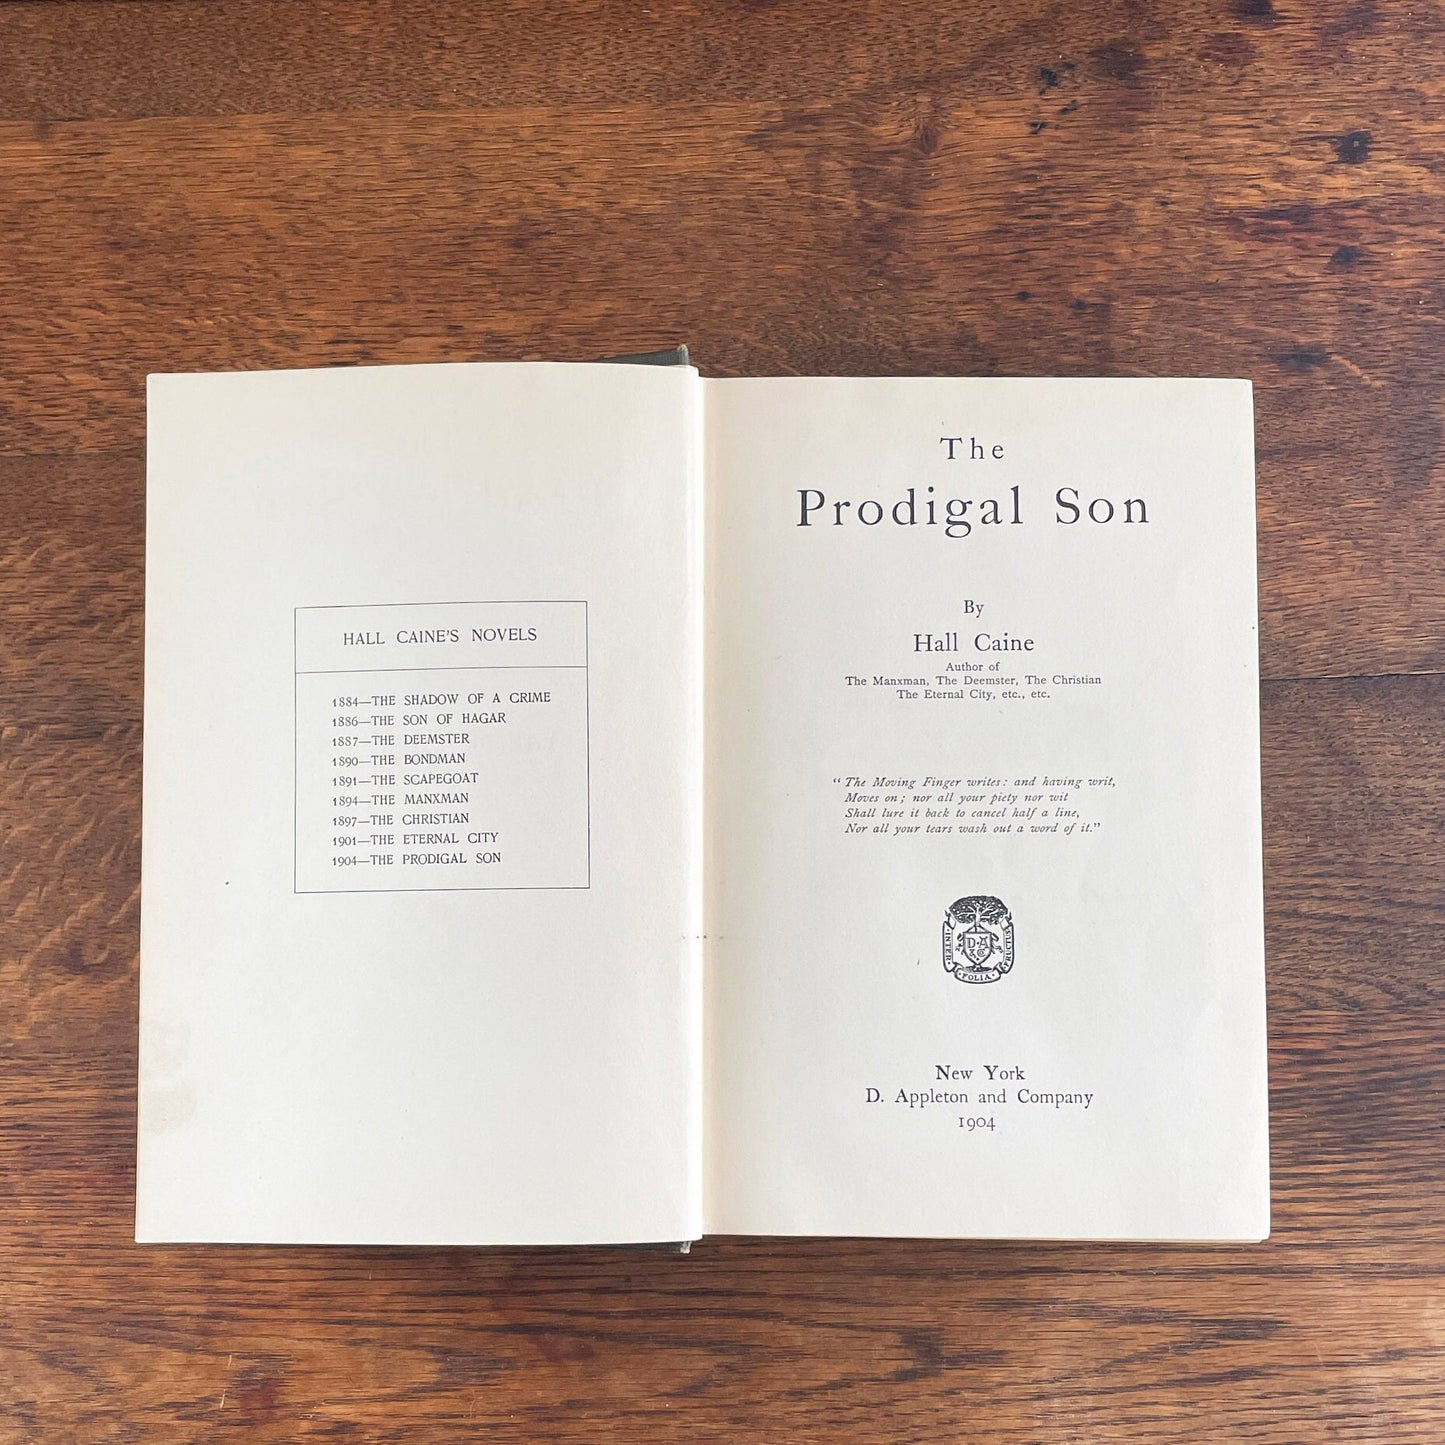 HALL CAINE'S NOVELS
1884—THE SHADOW OF A CRIME
1886—THE SON OF HAGAR
1887—THE DEEMSTER
1890—THE BONDMAN
1891—THE SCAPEGOAT
1894—THE MANXMAN
1897—THE CHRISTIAN
1901—THE ETERNAL CITY
1904—THE PRODIGAL SON
The
Prodigal Son
By
Hall Caine
Author of
The Manxman, The Deemster, The Christian
The Eternal City, etc., etc.
“The Moving Finger writes: and having writ,
Moves on; nor all your piety nor wit
Shall lure it back to cancel half a line,
Nor all your tears wash out a word of it.”
D·A
& C
INTER·FOLIA·FRUCTUS
New York
D. Appleton and Company
1904